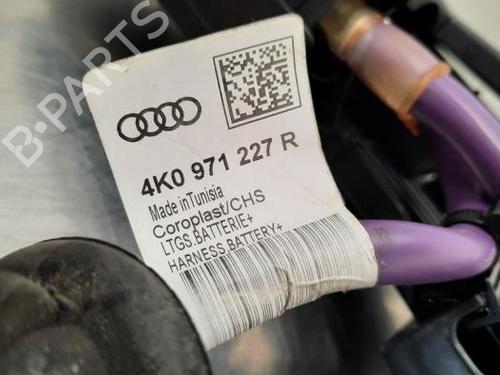 B-PARTS
4K0 971 227 R
Made in Tunisia
Coroplast/CHS
LTGS.BATTERIE+
HARNESS.BATTERY+